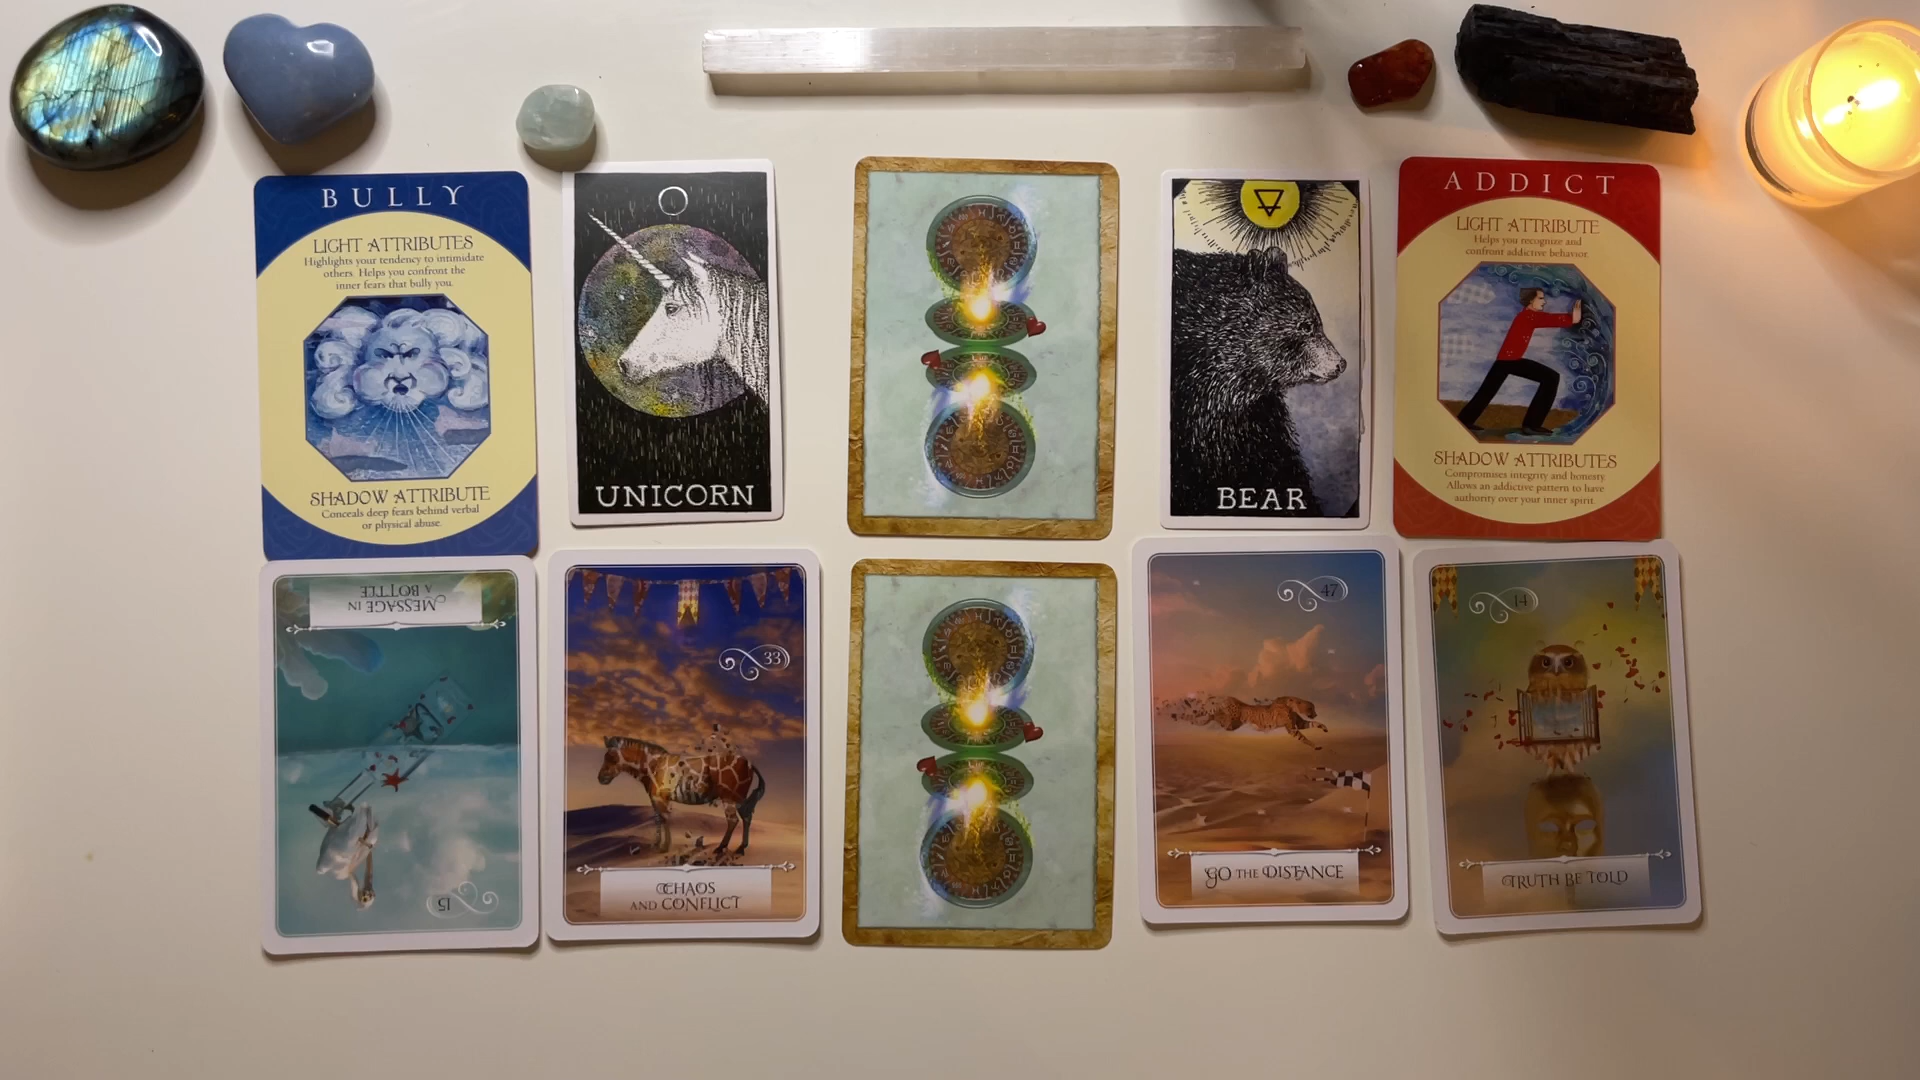 BULLY
LIGHT ATTRIBUTES
Highlights your tendency to intimidate
others. Helps you confront the
inner fears that bully you.
SHADOW ATTRIBUTE
Conceals deep fears behind verbal
or physical abuse.
UNICORN
BEAR
ADDICT
LIGHT ATTRIBUTE
Helps you recognize and
confront addictive behavior
SHADOW ATTRIBUTES
Compromises integrity and honesty.
Allows an addictive pattern to have
authority over your inner spirit.
MESSAGE IN
A BOTTLE
15
33
CHAOS
AND CONFLICT
47
GO THE DISTANCE
14
TRUTH BE TOLD